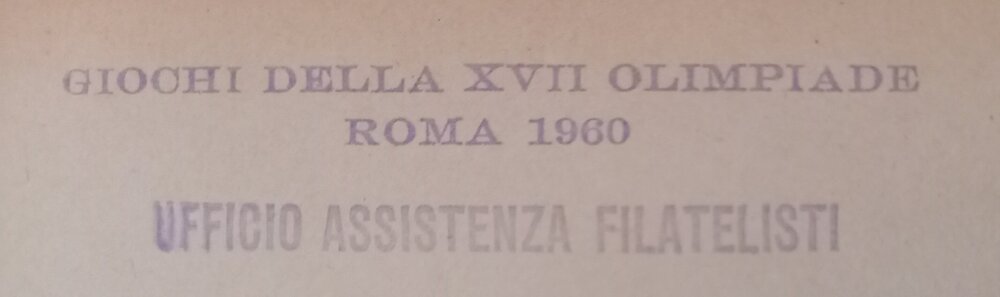 GIOCHI DELLA XVII OLIMPIADE
ROMA 1960
UFFICIO ASSISTENZA FILATELISTI